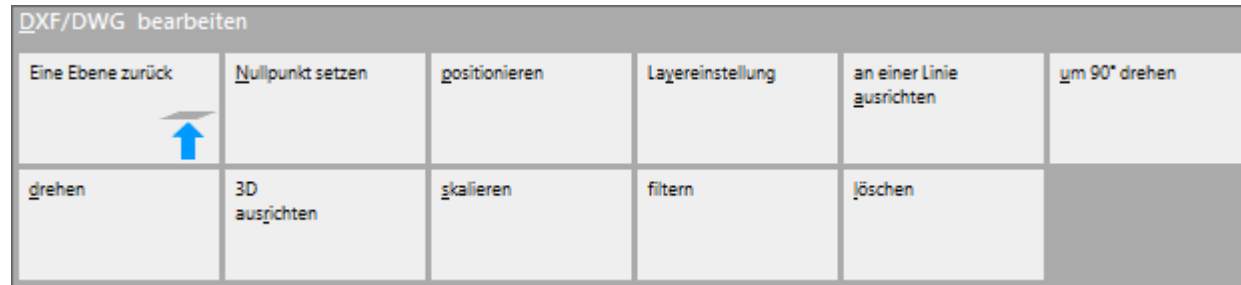 DXF/DWG bearbeiten
Eine Ebene zurück
Nullpunkt setzen
positionieren
Layereinstellung
an einer Linie
ausrichten
um 90° drehen
drehen
3D
ausrichten
skalieren
filtern
löschen